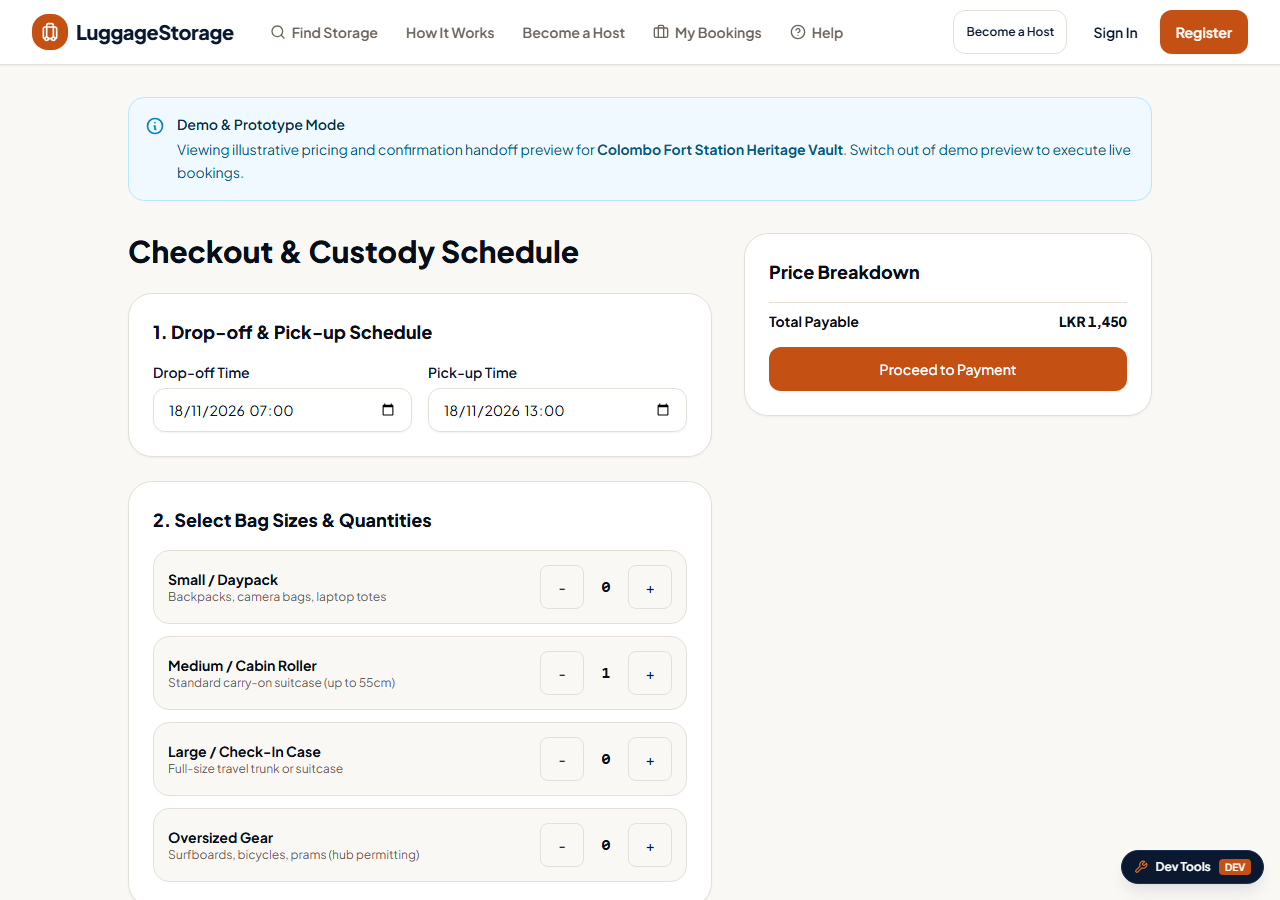 LuggageStorage
Find Storage
How It Works
Become a Host
My Bookings
Help
Become a Host
Sign In
Register
Demo & Prototype Mode
Viewing illustrative pricing and confirmation handoff preview for Colombo Fort Station Heritage Vault. Switch out of demo preview to execute live
bookings.
Checkout & Custody Schedule
1. Drop-off & Pick-up Schedule
Drop-off Time
Pick-up Time
18/11/2026 07:00
18/11/2026 13:00
2. Select Bag Sizes & Quantities
Small / Daypack
Backpacks, camera bags, laptop totes
- 0 +
Medium / Cabin Roller
Standard carry-on suitcase (up to 55cm)
- 1 +
Large / Check-In Case
Full-size travel trunk or suitcase
- 0 +
Oversized Gear
Surfboards, bicycles, prams (hub permitting)
- 0 +
Price Breakdown
Total Payable LKR 1,450
Proceed to Payment
Dev Tools DEV